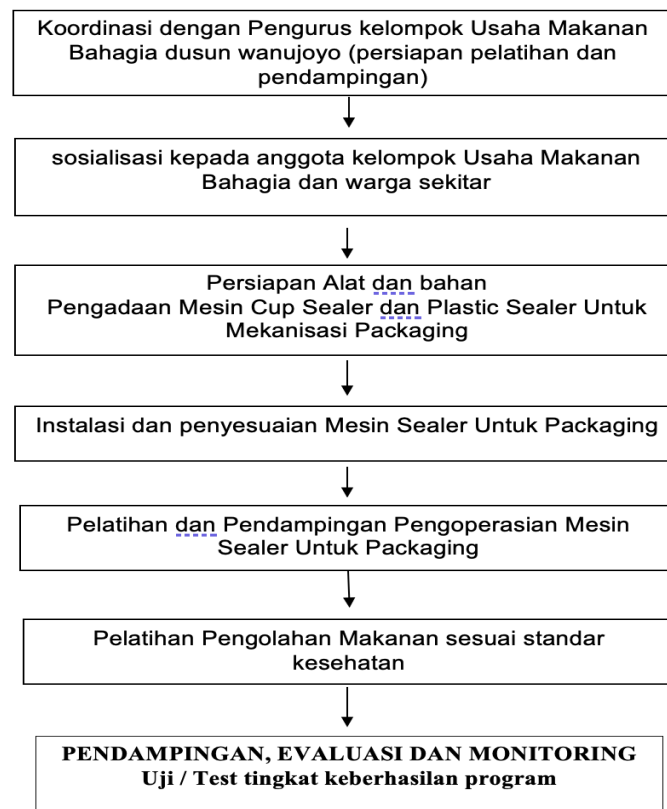 Koordinasi dengan Pengurus kelompok Usaha Makanan
Bahagia dusun wanujoyo (persiapan pelatihan dan
pendampingan)
sosialisasi kepada anggota kelompok Usaha Makanan
Bahagia dan warga sekitar
Persiapan Alat dan bahan
Pengadaan Mesin Cup Sealer dan Plastic Sealer Untuk
Mekanisasi Packaging
Instalasi dan penyesuaian Mesin Sealer Untuk Packaging
Pelatihan dan Pendampingan Pengoperasian Mesin
Sealer Untuk Packaging
Pelatihan Pengolahan Makanan sesuai standar
kesehatan
PENDAMPINGAN, EVALUASI DAN MONITORING
Uji / Test tingkat keberhasilan program